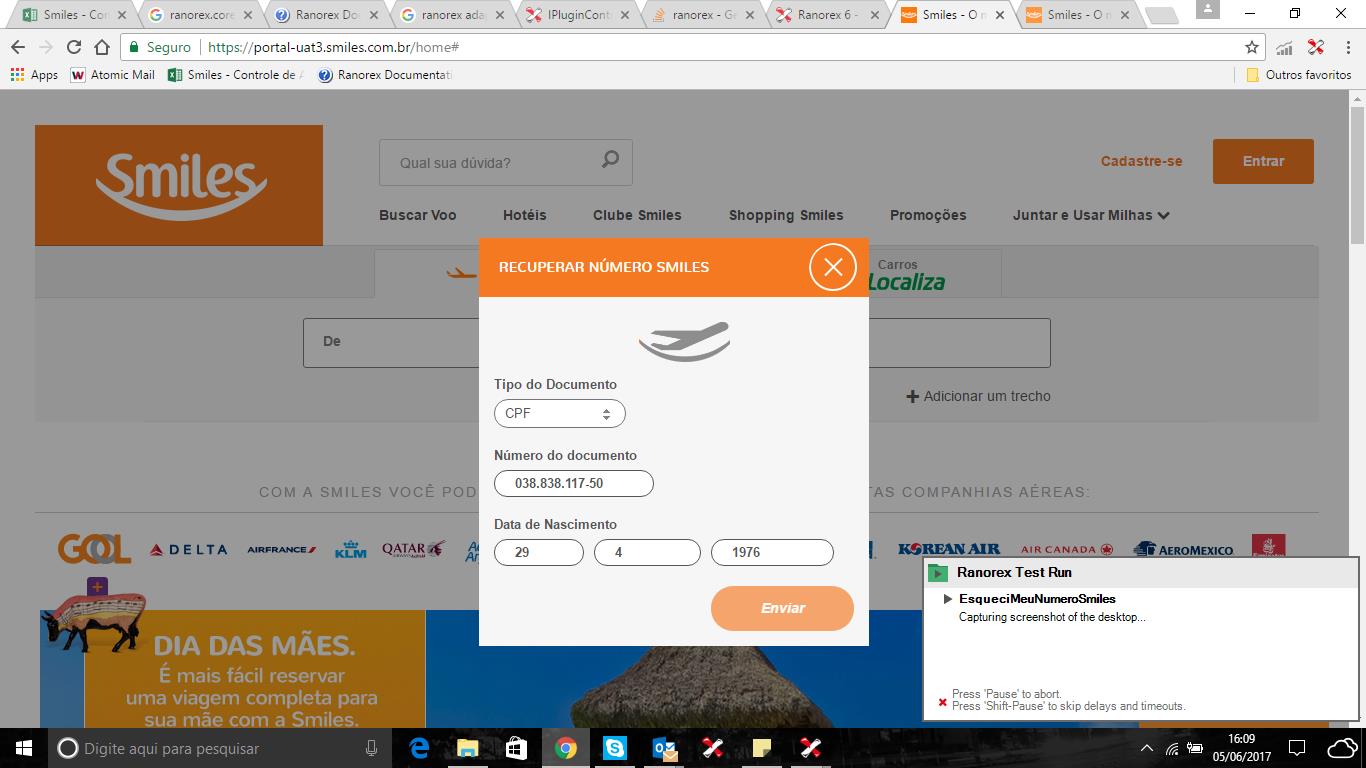 Smiles - Con
ranorex.core
Ranorex Doc
ranorex adap
IPluginContr
ranorex - Ge
Ranorex 6 -
Smiles - O n
Smiles - O n
Seguro https://portal-uat3.smiles.com.br/home#
Apps Atomic Mail Smiles - Controle de Ranorex Documentati Outros favoritos
Smiles
Qual sua dúvida?
Cadastre-se Entrar
Buscar Voo Hotéis Clube Smiles Shopping Smiles Promoções Juntar e Usar Milhas
RECUPERAR NÚMERO SMILES
Carros
Localiza
De
Tipo do Documento
CPF
Adicionar um trecho
Número do documento
038.838.117-50
COM A SMILES VOCÊ POD TAS COMPANHIAS AÉREAS:
Data de Nascimento
29 4 1976
GOL DELTA AIRFRANCE KLM QATAR KOREAN AIR AIR CANADA AEROMEXICO
Enviar
Ranorex Test Run
EsqueciMeuNumeroSmiles
Capturing screenshot of the desktop...
Press 'Pause' to abort.
Press 'Shift-Pause' to skip delays and timeouts.
DIA DAS MÃES.
É mais fácil reservar
uma viagem completa para
sua mãe com a Smiles.
Digite aqui para pesquisar
16:09
05/06/2017